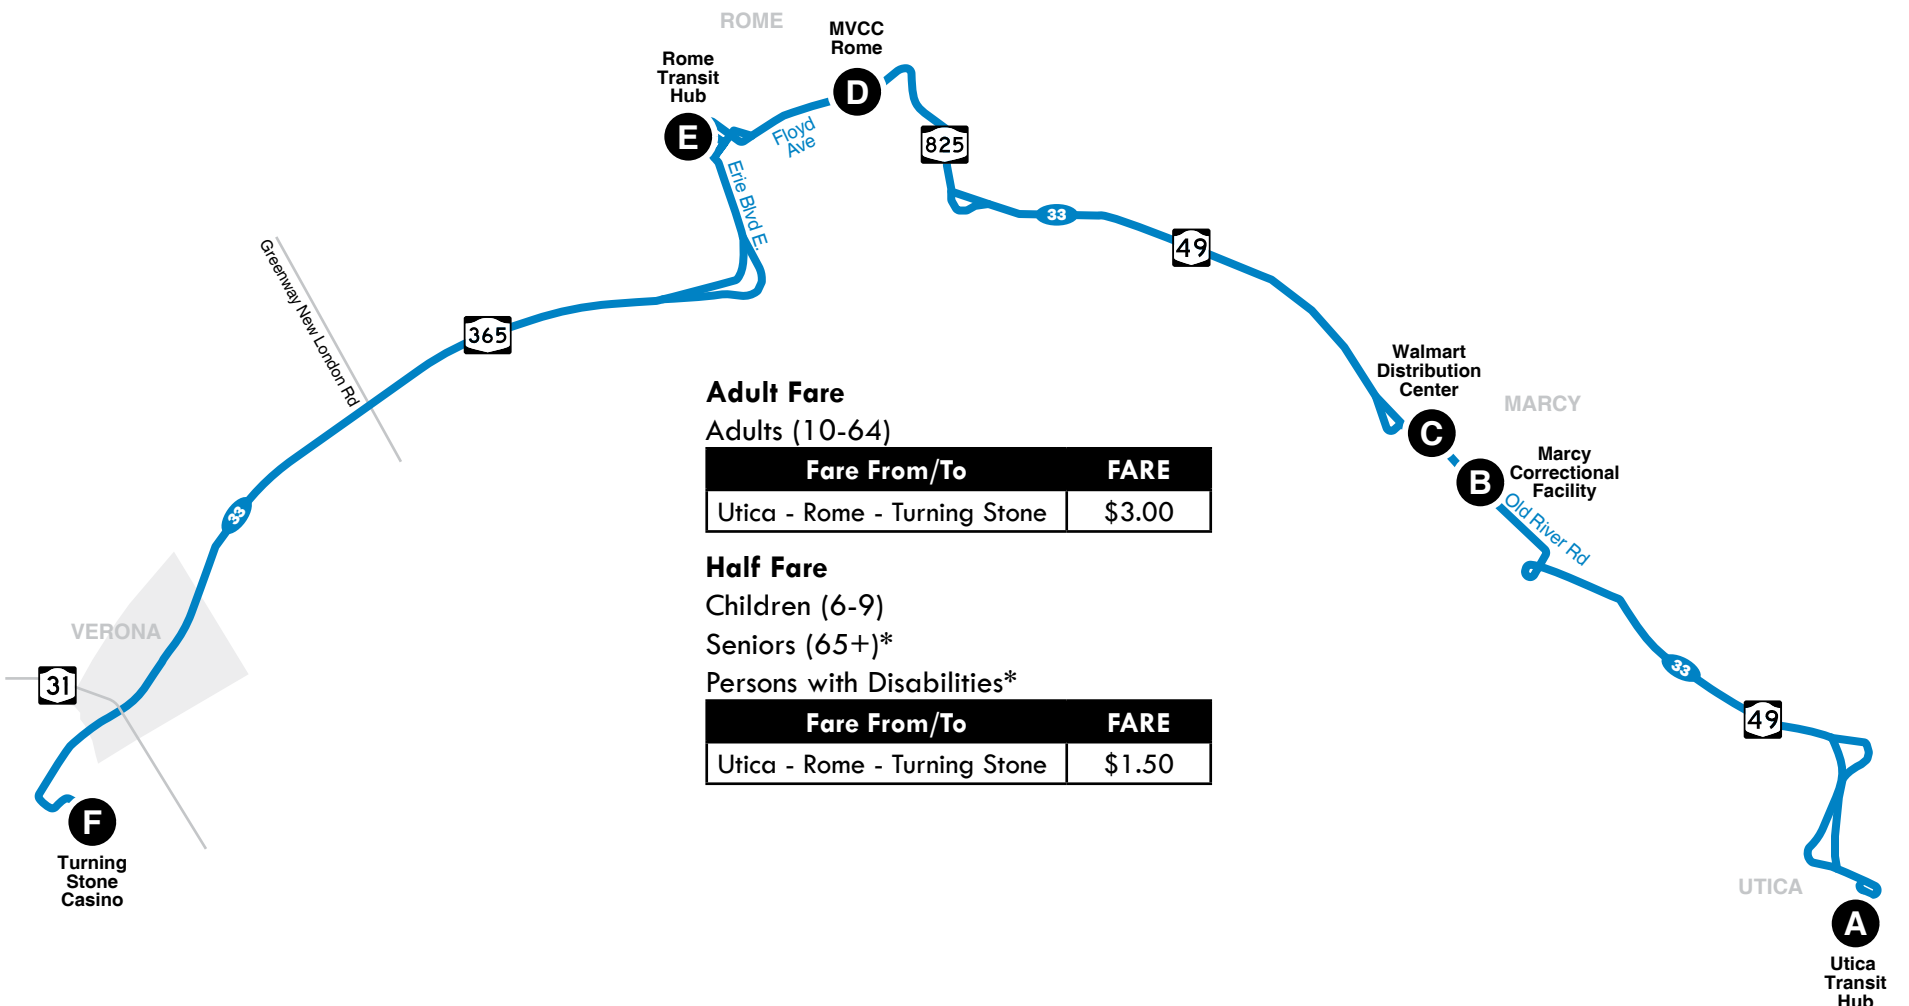 ROME
MVCC
Rome
D
Rome
Transit
Hub
E
Floyd
Ave
825
Erie Blvd E.
33
49
Greenway New London Rd
365
Walmart
Distribution
Center
C
MARCY
Marcy
Correctional
Facility
B
Old River Rd
Adult Fare
Adults (10-64)
Fare From/To FARE
Utica - Rome - Turning Stone $3.00
Half Fare
Children (6-9)
Seniors (65+)*
Persons with Disabilities*
Fare From/To FARE
Utica - Rome - Turning Stone $1.50
33
VERONA
31
F
Turning
Stone
Casino
33
49
UTICA
A
Utica
Transit
Hub